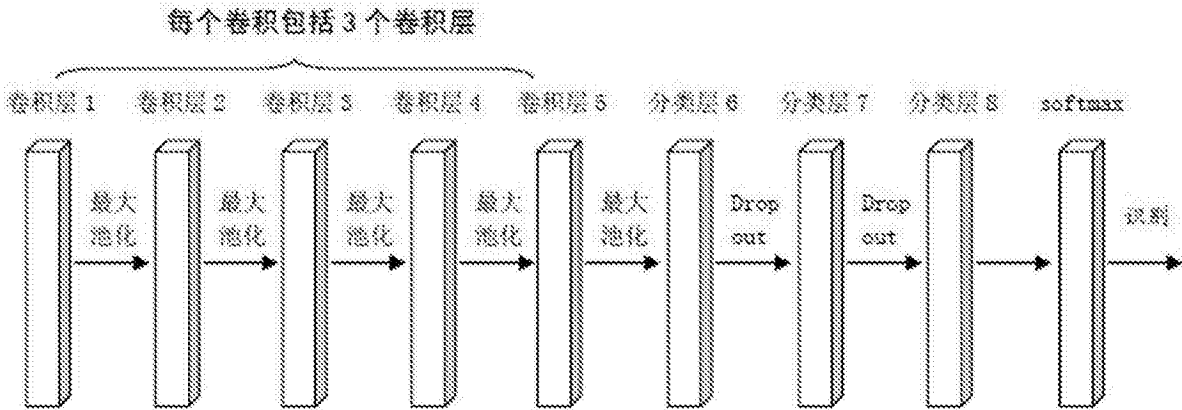 每个卷积包括 3 个卷积层
卷积层 1 卷积层 2 卷积层 3 卷积层 4 卷积层 5 分类层 6 分类层 7 分类层 8 softmax
最大 最大 最大 最大 最大 Drop Drop
池化 池化 池化 池化 池化 out out
识别